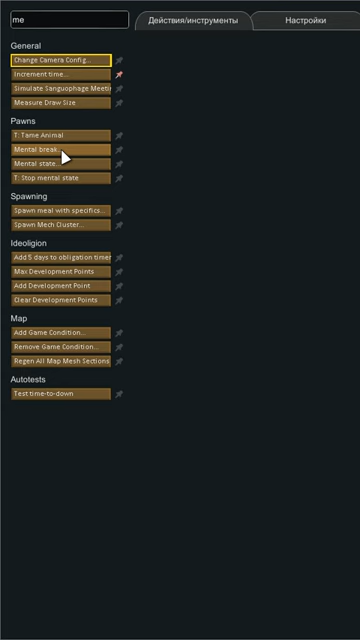 me
Действия/инструменты
Настройки
General
Change Camera Config...
Increment time...
Simulate Sanguophage Meetin
Measure Draw Size
Pawns
T: Tame Animal
Mental break...
Mental state...
T: Stop mental state
Spawning
Spawn meal with specifics...
Spawn Mech Cluster...
Ideoligion
Add 5 days to obligation timer
Max Development Points
Add Development Point
Clear Development Points
Map
Add Game Condition...
Remove Game Condition...
Regen All Map Mesh Sections
Autotests
Test time-to-down